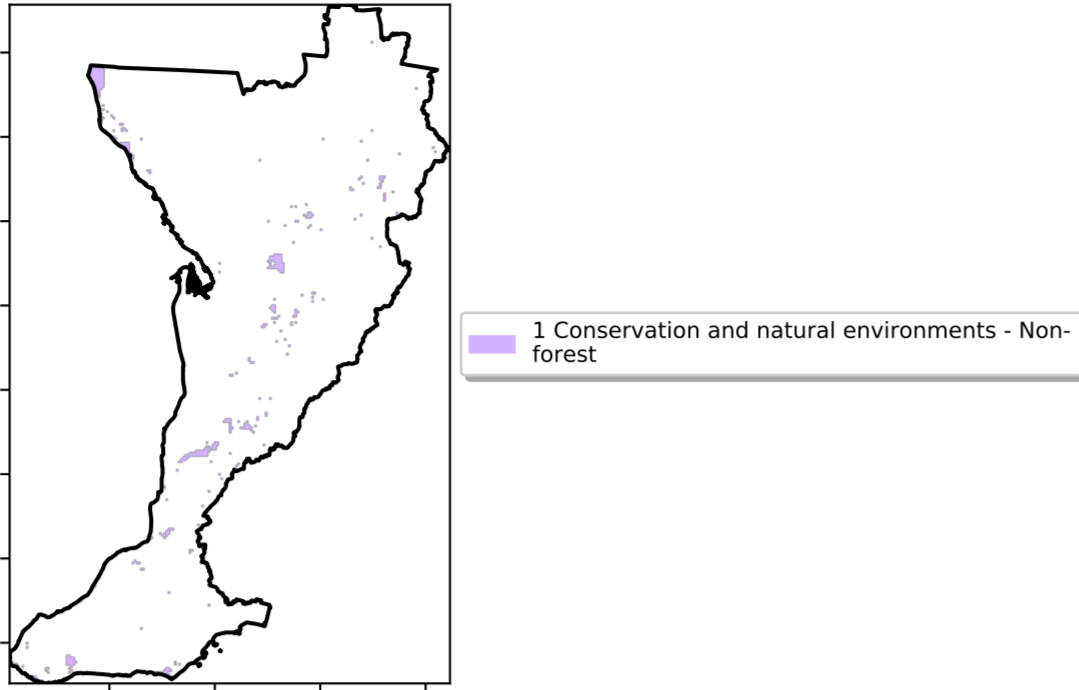 1 Conservation and natural environments - Non-
forest